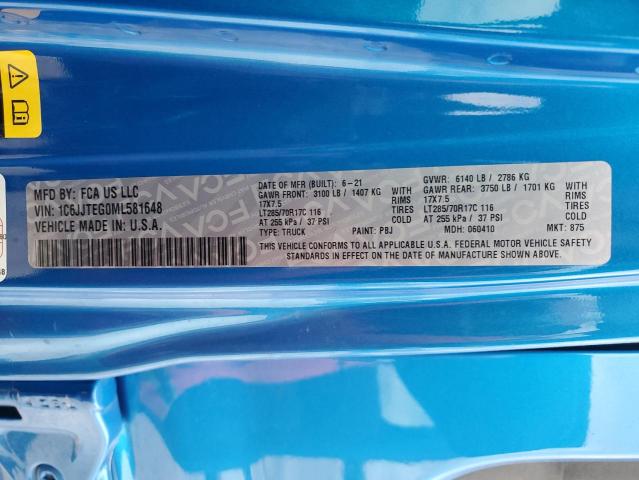 MFD BY: FCA US LLC
VIN: 1C6JJTEG0ML581648
VEHICLE MADE IN: U.S.A.
DATE OF MFR (BUILT): 6-21
GAWR FRONT: 3100 LB / 1407 KG
17X7.5 WITH RIMS
LT285/70R17C 116 TIRES
AT 255 kPa / 37 PSI COLD
TYPE: TRUCK PAINT: PBJ
GVWR: 6140 LB / 2786 KG
GAWR REAR: 3750 LB / 1701 KG
17X7.5 WITH RIMS
LT285/70R17C 116 TIRES
AT 255 kPa / 37 PSI COLD
MDH: 060410 MKT: 875
THIS VEHICLE CONFORMS TO ALL APPLICABLE U.S.A. FEDERAL MOTOR VEHICLE SAFETY
STANDARDS IN EFFECT ON THE DATE OF MANUFACTURE SHOWN ABOVE.